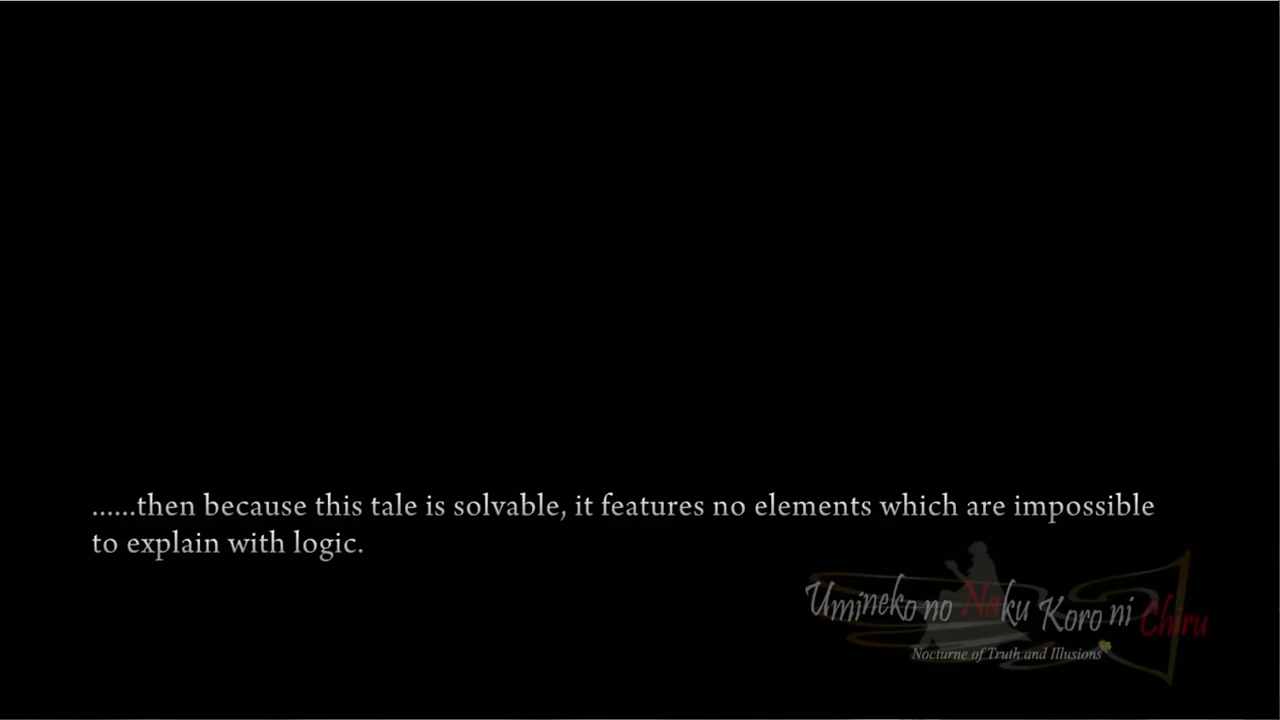 ......then because this tale is solvable, it features no elements which are impossible
to explain with logic.
Umineko no Naku Koro ni Chiru
Nocturne of Truth and Illusions